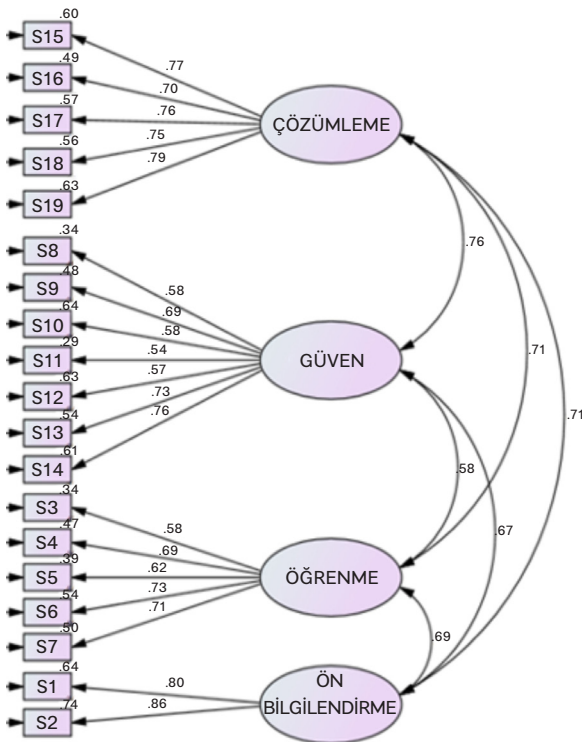 .60
S15
.77
.49
S16
.70
.57
S17
.76
ÇÖZÜMLEME
.56
S18
.75
.63
S19
.79
.34
S8
.58
.76
.48
S9
.69
.64
S10
.58
.29
S11
.54
GÜVEN
.71
.63
S12
.57
.54
S13
.73
.71
.61
S14
.76
.58
.34
S3
.58
.67
.47
S4
.69
.39
S5
.62
ÖĞRENME
.54
S6
.73
.50
S7
.71
.69
.64
S1
.80
ÖN
BİLGİLENDİRME
.74
S2
.86